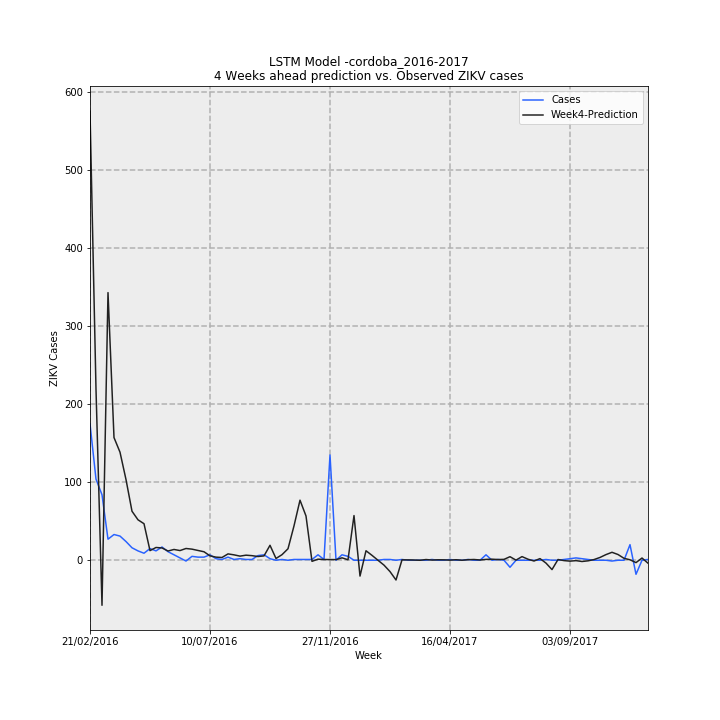 LSTM Model -cordoba_2016-2017
4 Weeks ahead prediction vs. Observed ZIKV cases
Cases
Week4-Prediction
600
500
400
300
200
100
0
ZIKV Cases
21/02/2016 10/07/2016 27/11/2016 16/04/2017 03/09/2017
Week